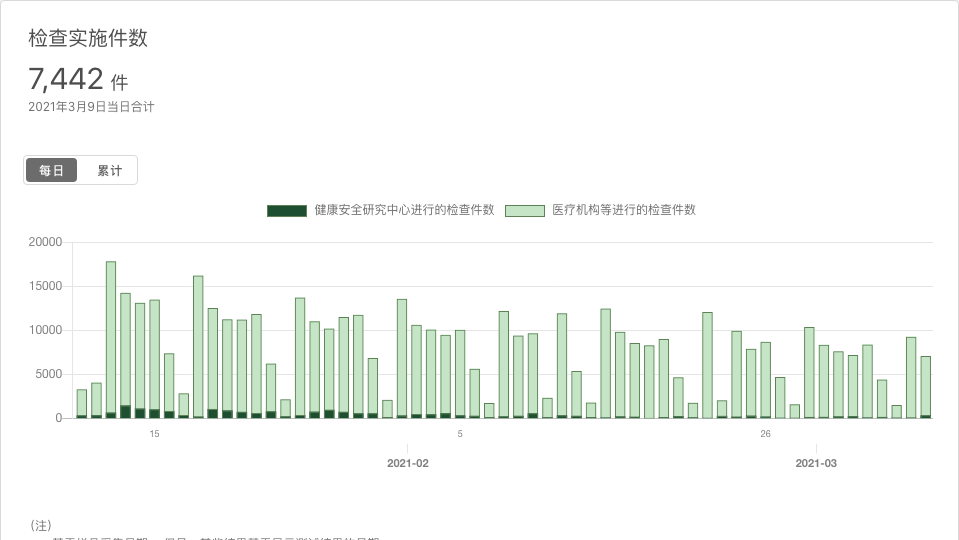 检查实施件数
7,442 件
2021年3月9日当日合计
每日 累计
健康安全研究中心进行的检查件数 医疗机构等进行的检查件数
20000
15000
10000
5000
0
15 5 26
2021-02 2021-03
(注)